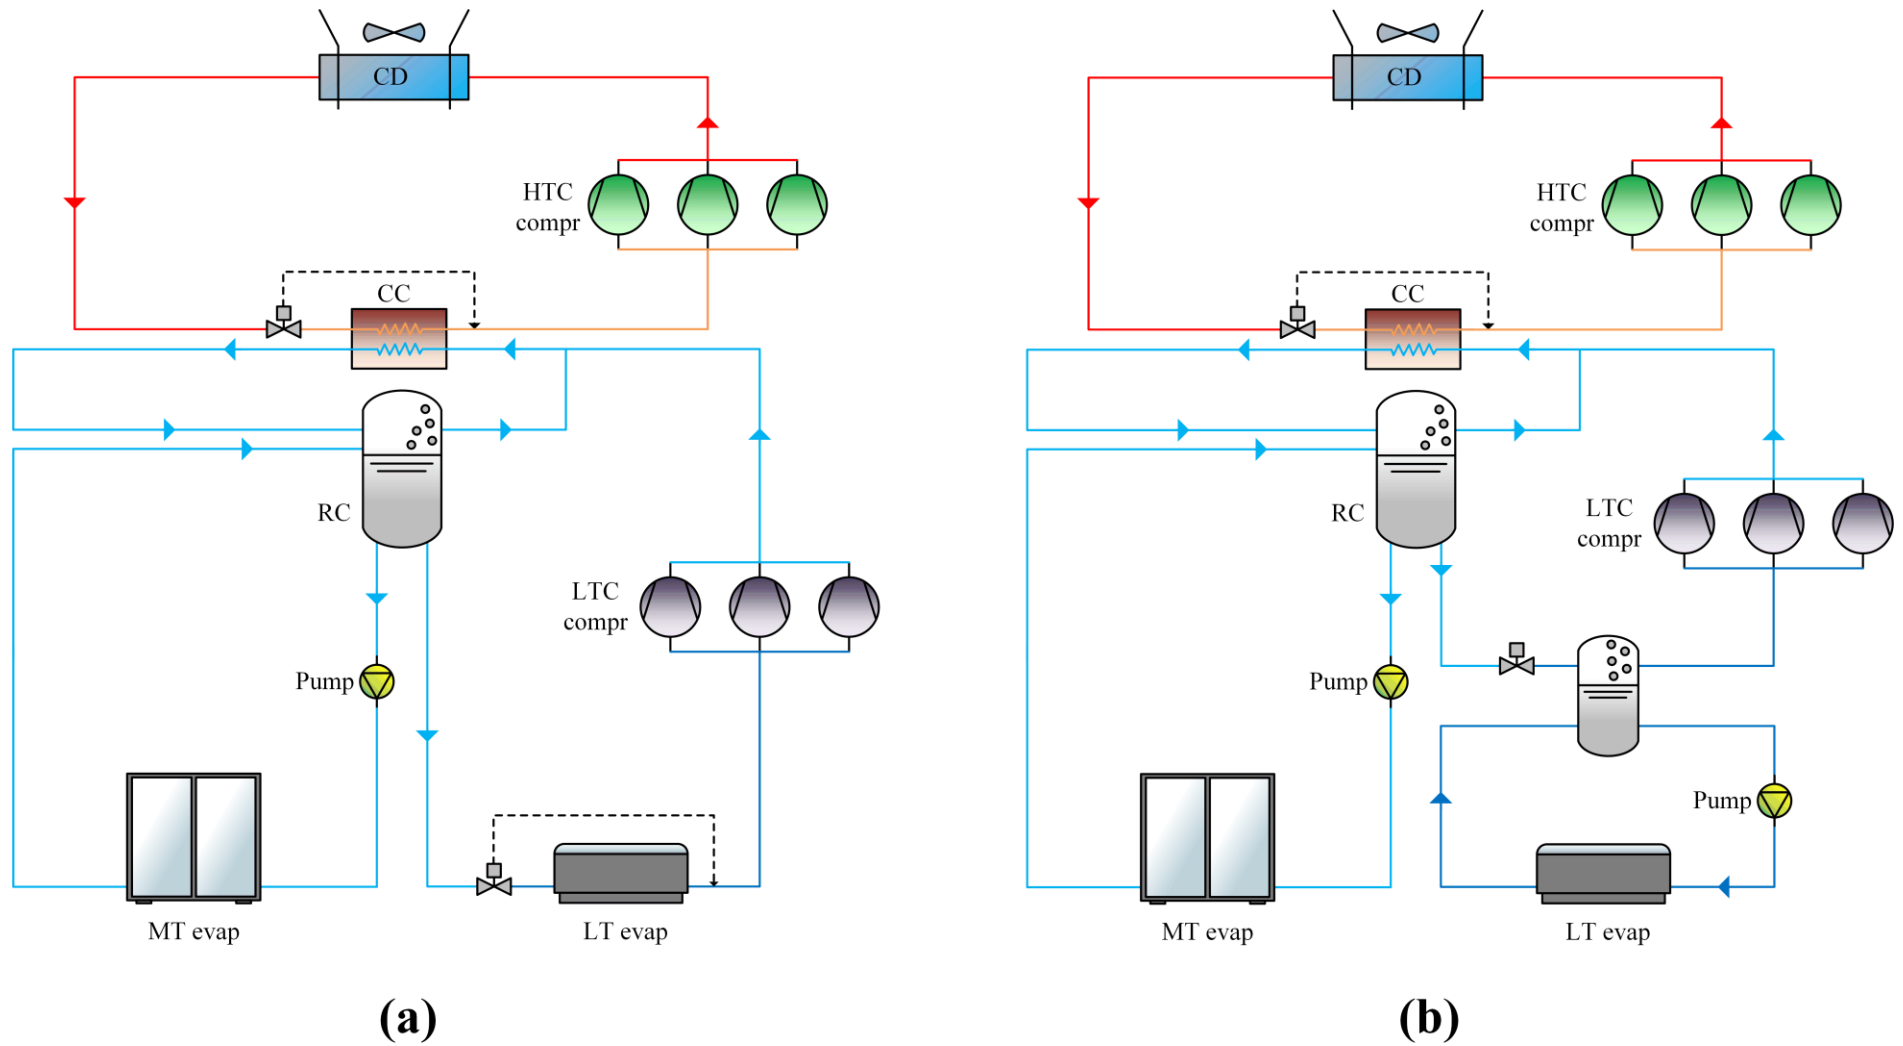 CD
HTC
compr
CC
RC
LTC
compr
Pump
MT evap
LT evap
(a)
CD
HTC
compr
CC
RC
LTC
compr
Pump
Pump
MT evap
LT evap
(b)